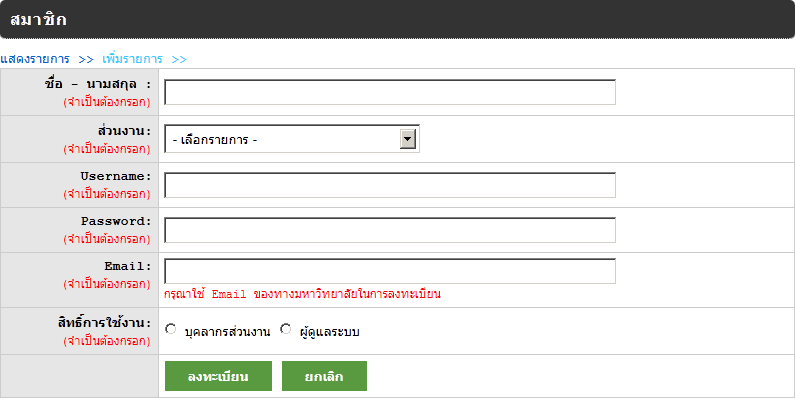 สมาชิก
แสดงรายการ >> เพิ่มรายการ >>
ชื่อ - นามสกุล :
(จำเป็นต้องกรอก)
ส่วนงาน:
(จำเป็นต้องกรอก)
- เลือกรายการ -
Username:
(จำเป็นต้องกรอก)
Password:
(จำเป็นต้องกรอก)
Email:
(จำเป็นต้องกรอก)
กรุณาใช้ Email ของทางมหาวิทยาลัยในการลงทะเบียน
สิทธิ์การใช้งาน:
(จำเป็นต้องกรอก)
บุคลากรส่วนงาน ผู้ดูแลระบบ
ลงทะเบียน ยกเลิก